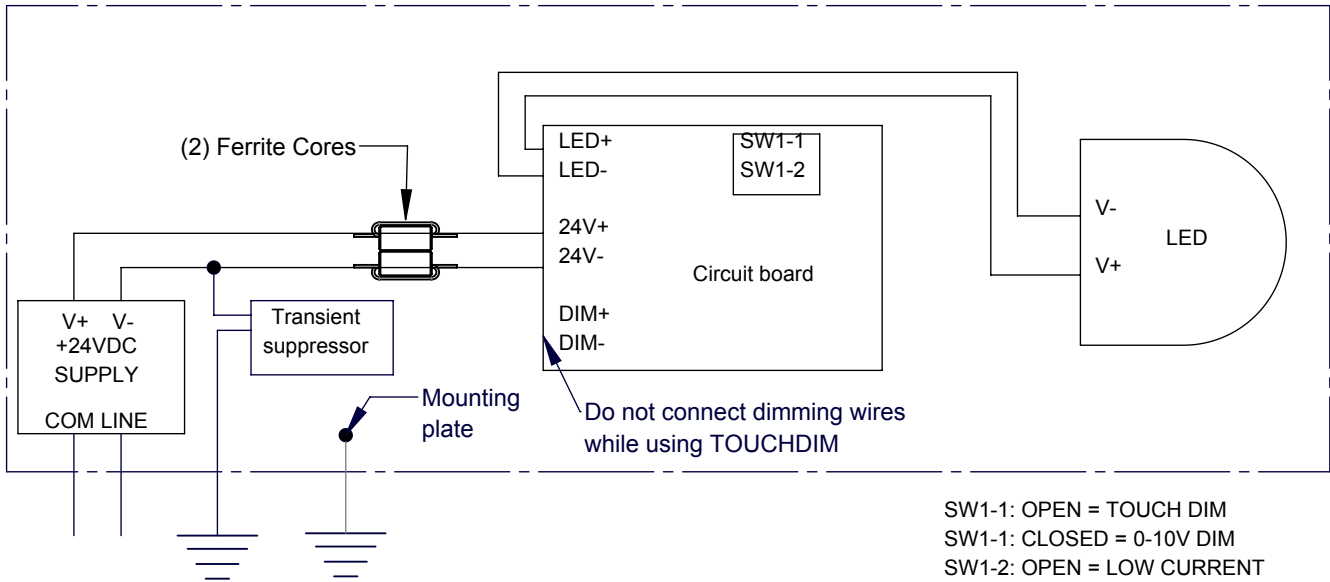 (2) Ferrite Cores
LED+
LED-
24V+
24V-
DIM+
DIM-
SW1-1
SW1-2
Circuit board
V-
V+
LED
V+ V-
+24VDC
SUPPLY
COM LINE
Transient
suppressor
Mounting
plate
Do not connect dimming wires
while using TOUCHDIM
SW1-1: OPEN = TOUCH DIM
SW1-1: CLOSED = 0-10V DIM
SW1-2: OPEN = LOW CURRENT